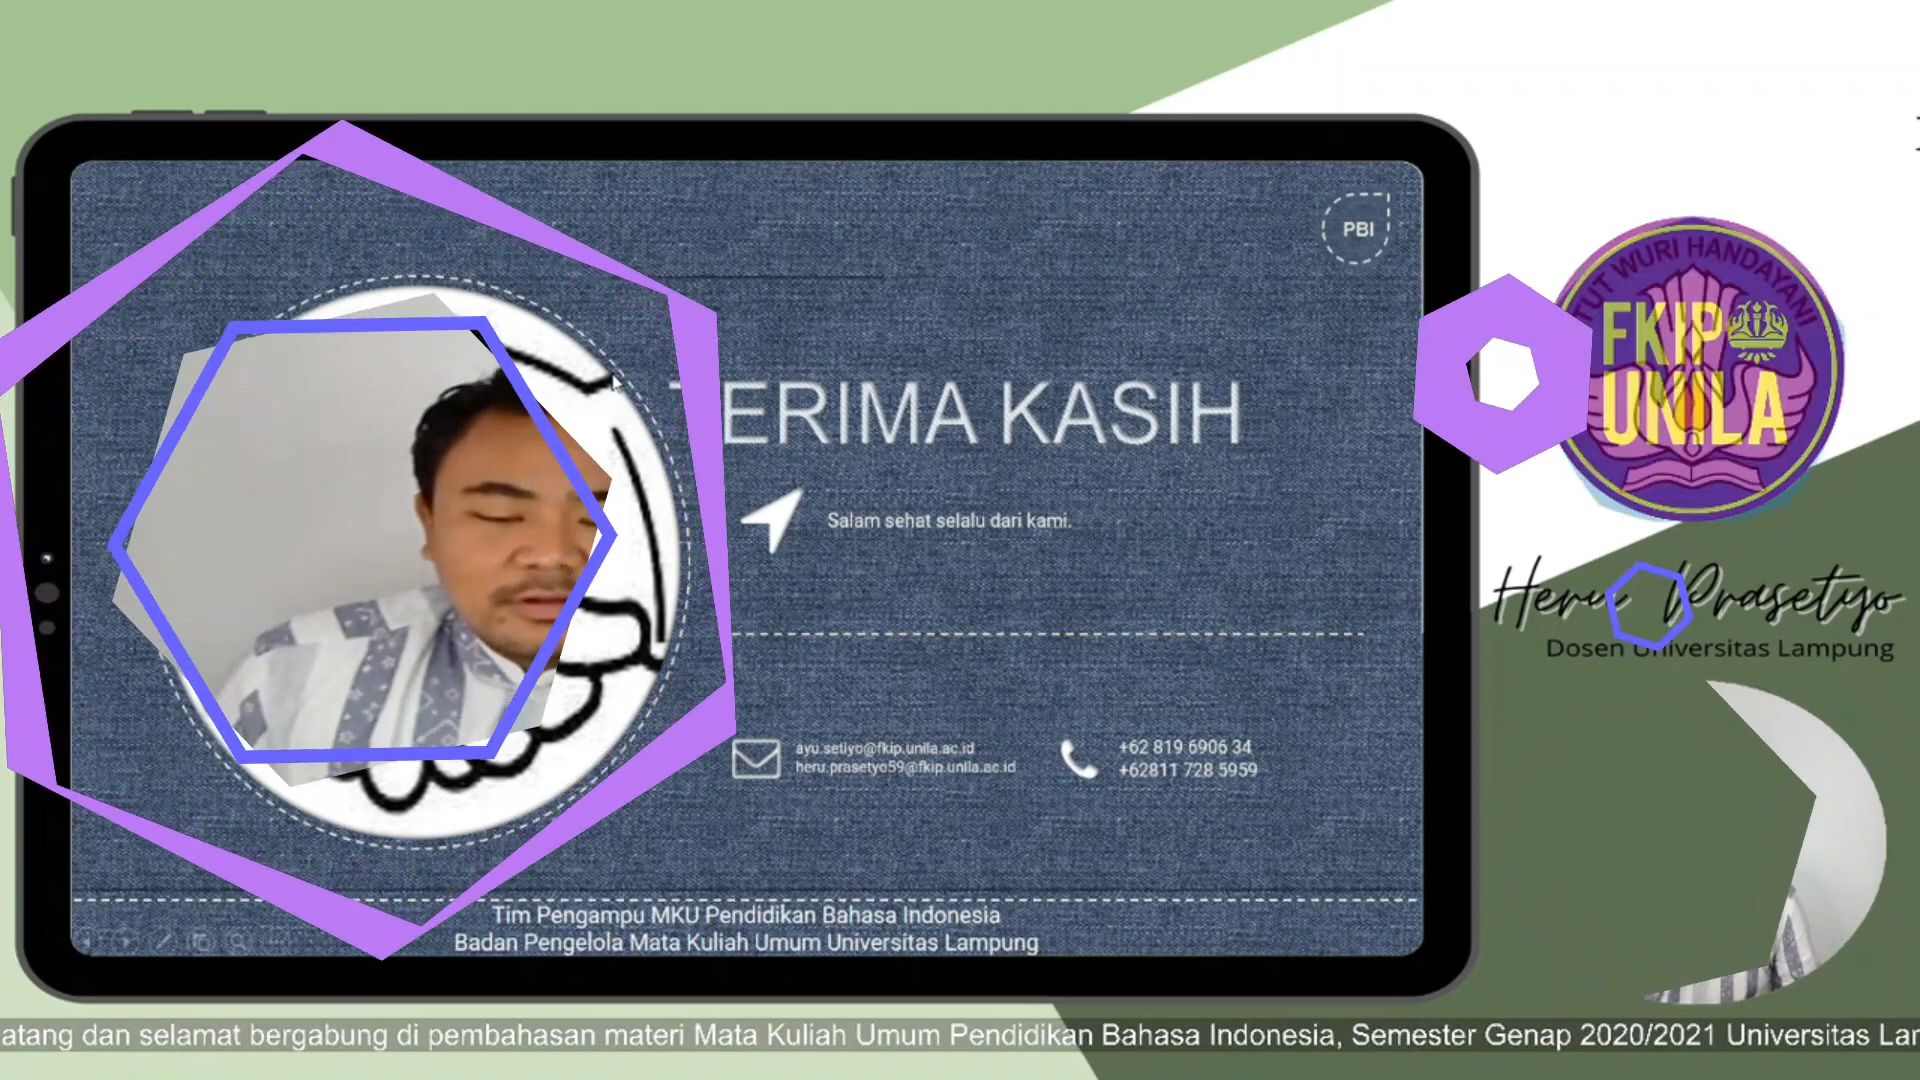 PBI
TERIMA KASIH
Salam sehat selalu dari kami.
ayu.setiyo@fkip.unila.ac.id
heru.prasetyo59@fkip.unila.ac.id
+62 819 6906 34
+62811 728 5959
Tim Pengampu MKU Pendidikan Bahasa Indonesia
Badan Pengelola Mata Kuliah Umum Universitas Lampung
TUT WURI HANDAYANI
FKIP
UNILA
Heru Prasetyo
Dosen Universitas Lampung
atang dan selamat bergabung di pembahasan materi Mata Kuliah Umum Pendidikan Bahasa Indonesia, Semester Genap 2020/2021 Universitas Lam